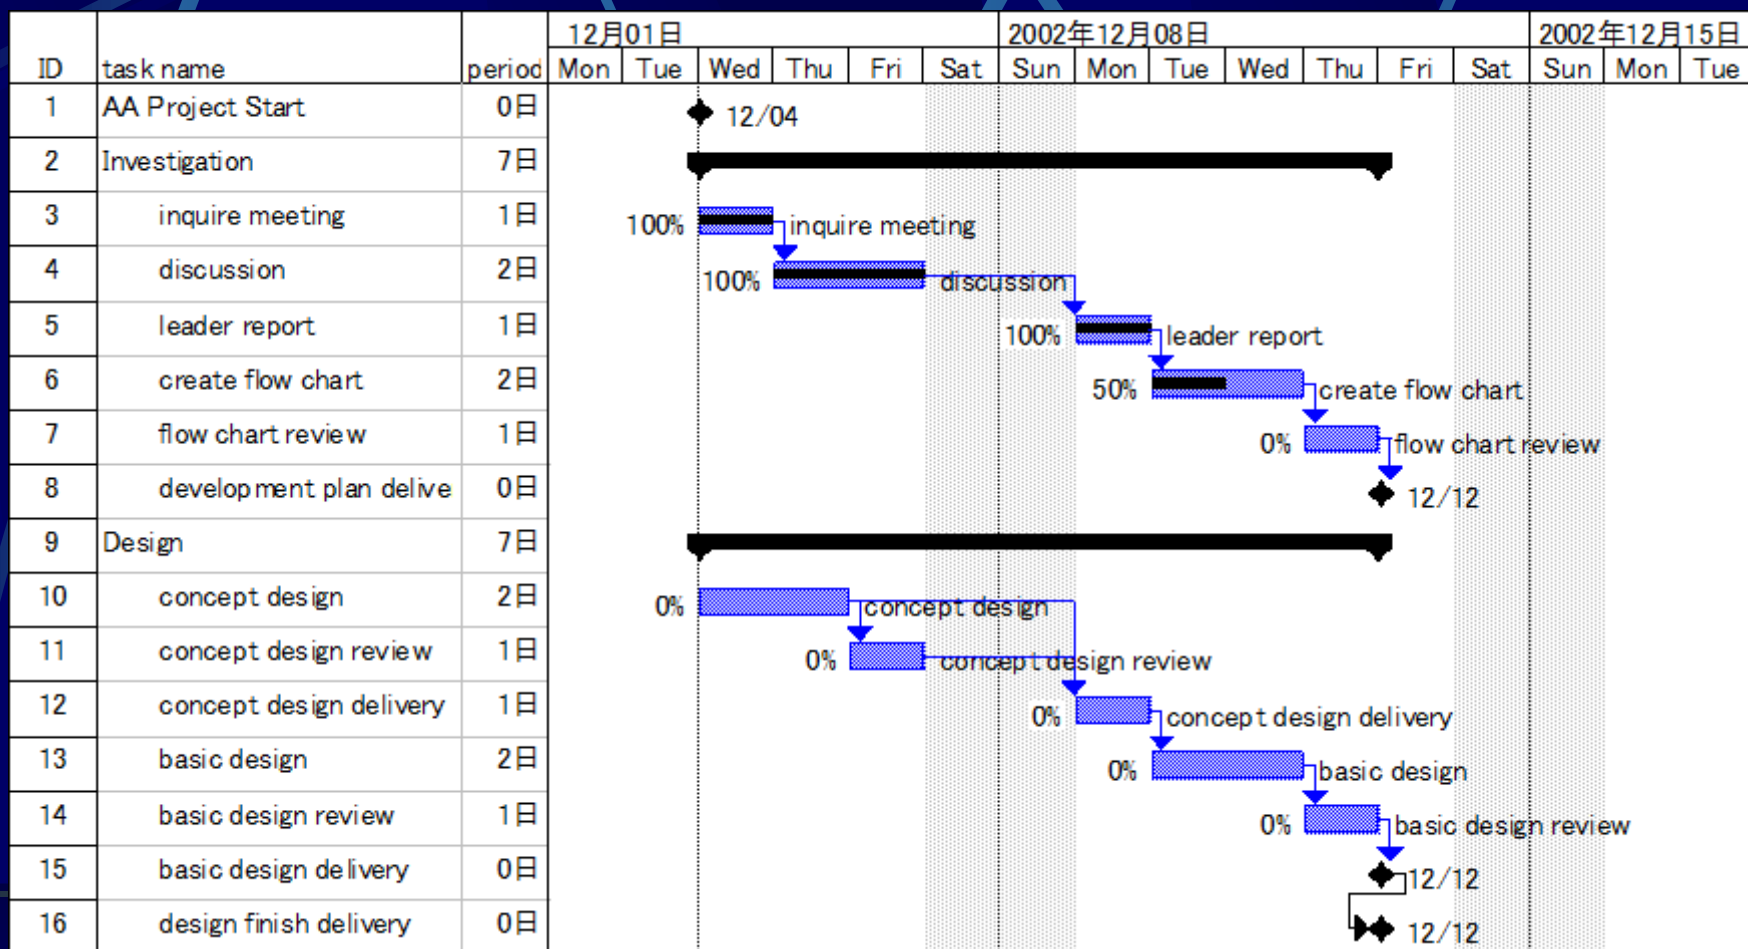 12月01日 2002年12月08日 2002年12月15日
ID task name period Mon Tue Wed Thu Fri Sat Sun Mon Tue Wed Thu Fri Sat Sun Mon Tue
1 AA Project Start 0日 12/04
2 Investigation 7日
3 inquire meeting 1日 100% inquire meeting
4 discussion 2日 100% discussion
5 leader report 1日 100% leader report
6 create flow chart 2日 50% create flow chart
7 flow chart review 1日 0% flow chart review
8 development plan delive 0日 12/12
9 Design 7日
10 concept design 2日 0% concept design
11 concept design review 1日 0% concept design review
12 concept design delivery 1日 0% concept design delivery
13 basic design 2日 0% basic design
14 basic design review 1日 0% basic design review
15 basic design delivery 0日 12/12
16 design finish delivery 0日 12/12